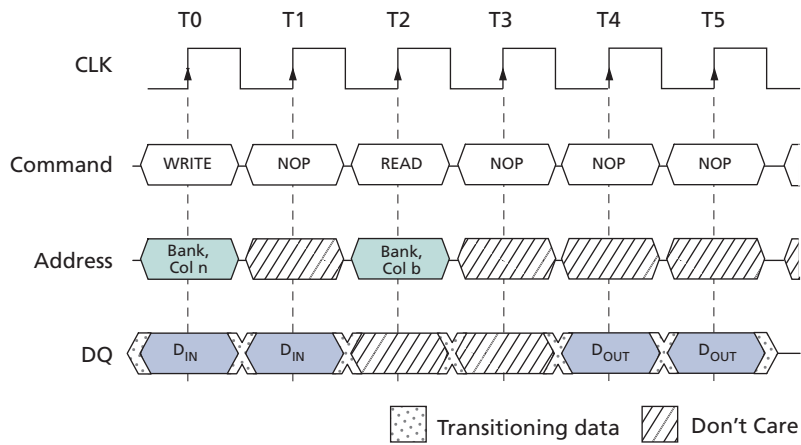 T0 T1 T2 T3 T4 T5
CLK
Command WRITE NOP READ NOP NOP NOP
Address Bank, Col n Bank, Col b
DQ DIN DIN DOUT DOUT
Transitioning data Don't Care